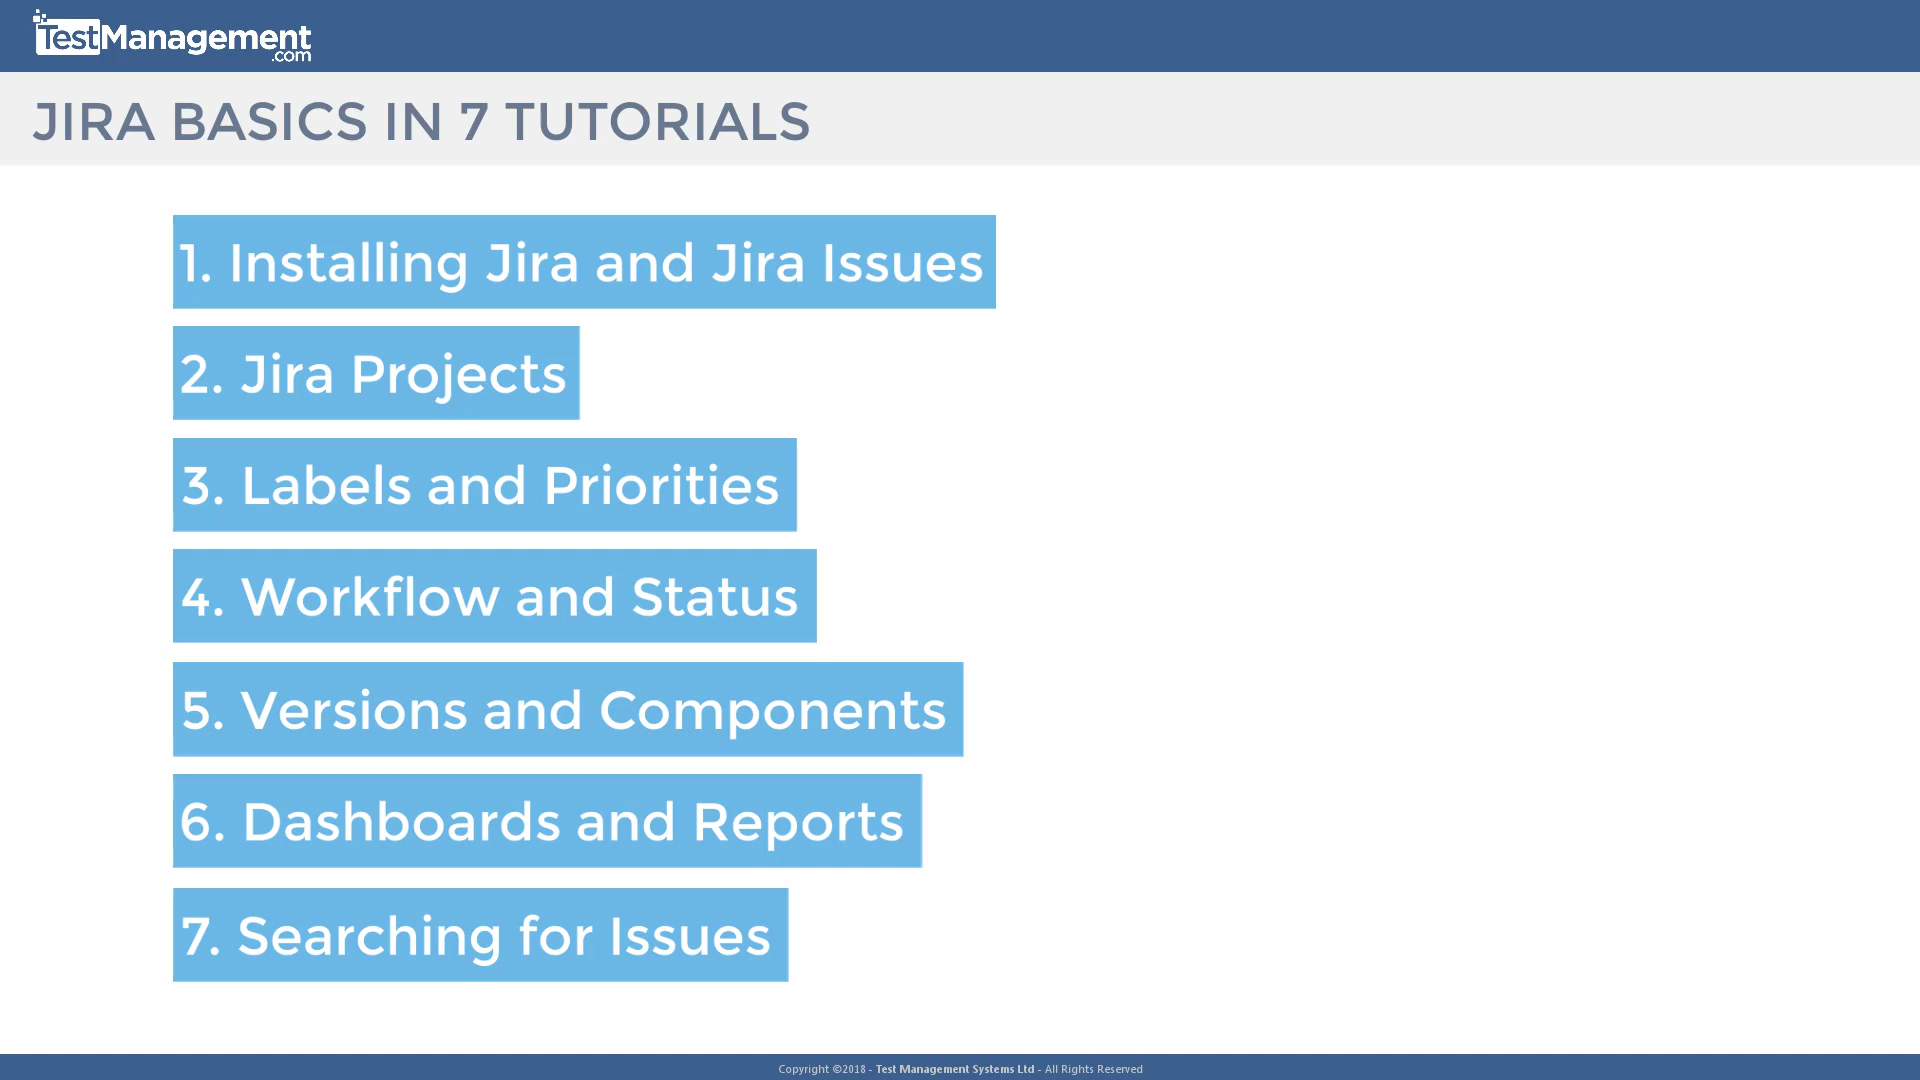 TestManagement
.com
JIRA BASICS IN 7 TUTORIALS
1. Installing Jira and Jira Issues
2. Jira Projects
3. Labels and Priorities
4. Workflow and Status
5. Versions and Components
6. Dashboards and Reports
7. Searching for Issues
Copyright ©2018 - Test Management Systems Ltd - All Rights Reserved